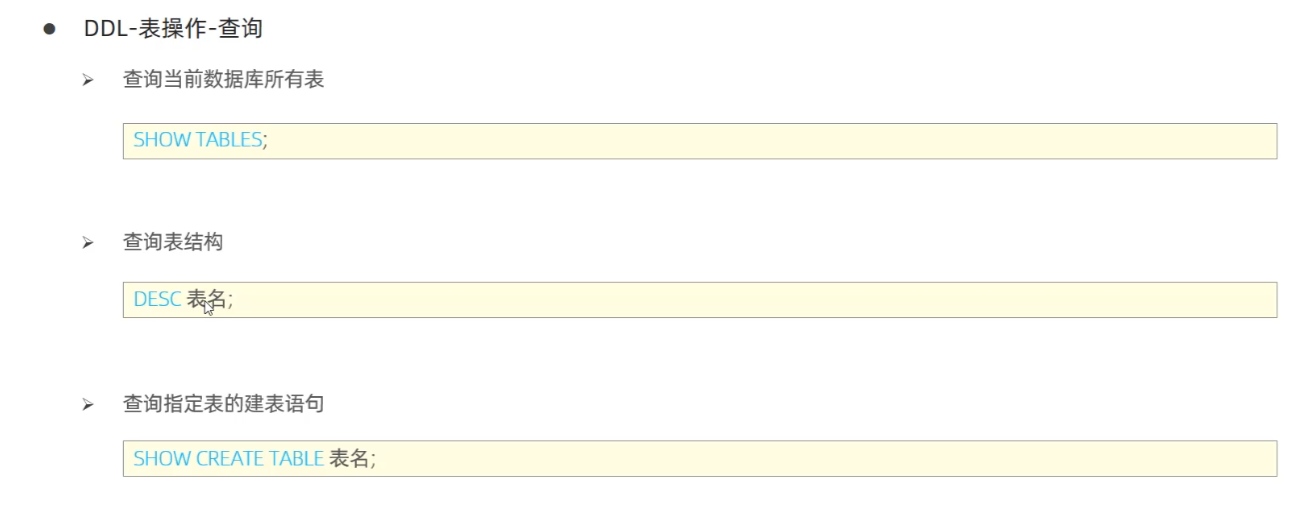 DDL-表操作-查询
查询当前数据库所有表
SHOW TABLES;
查询表结构
DESC 表名;
查询指定表的建表语句
SHOW CREATE TABLE 表名;